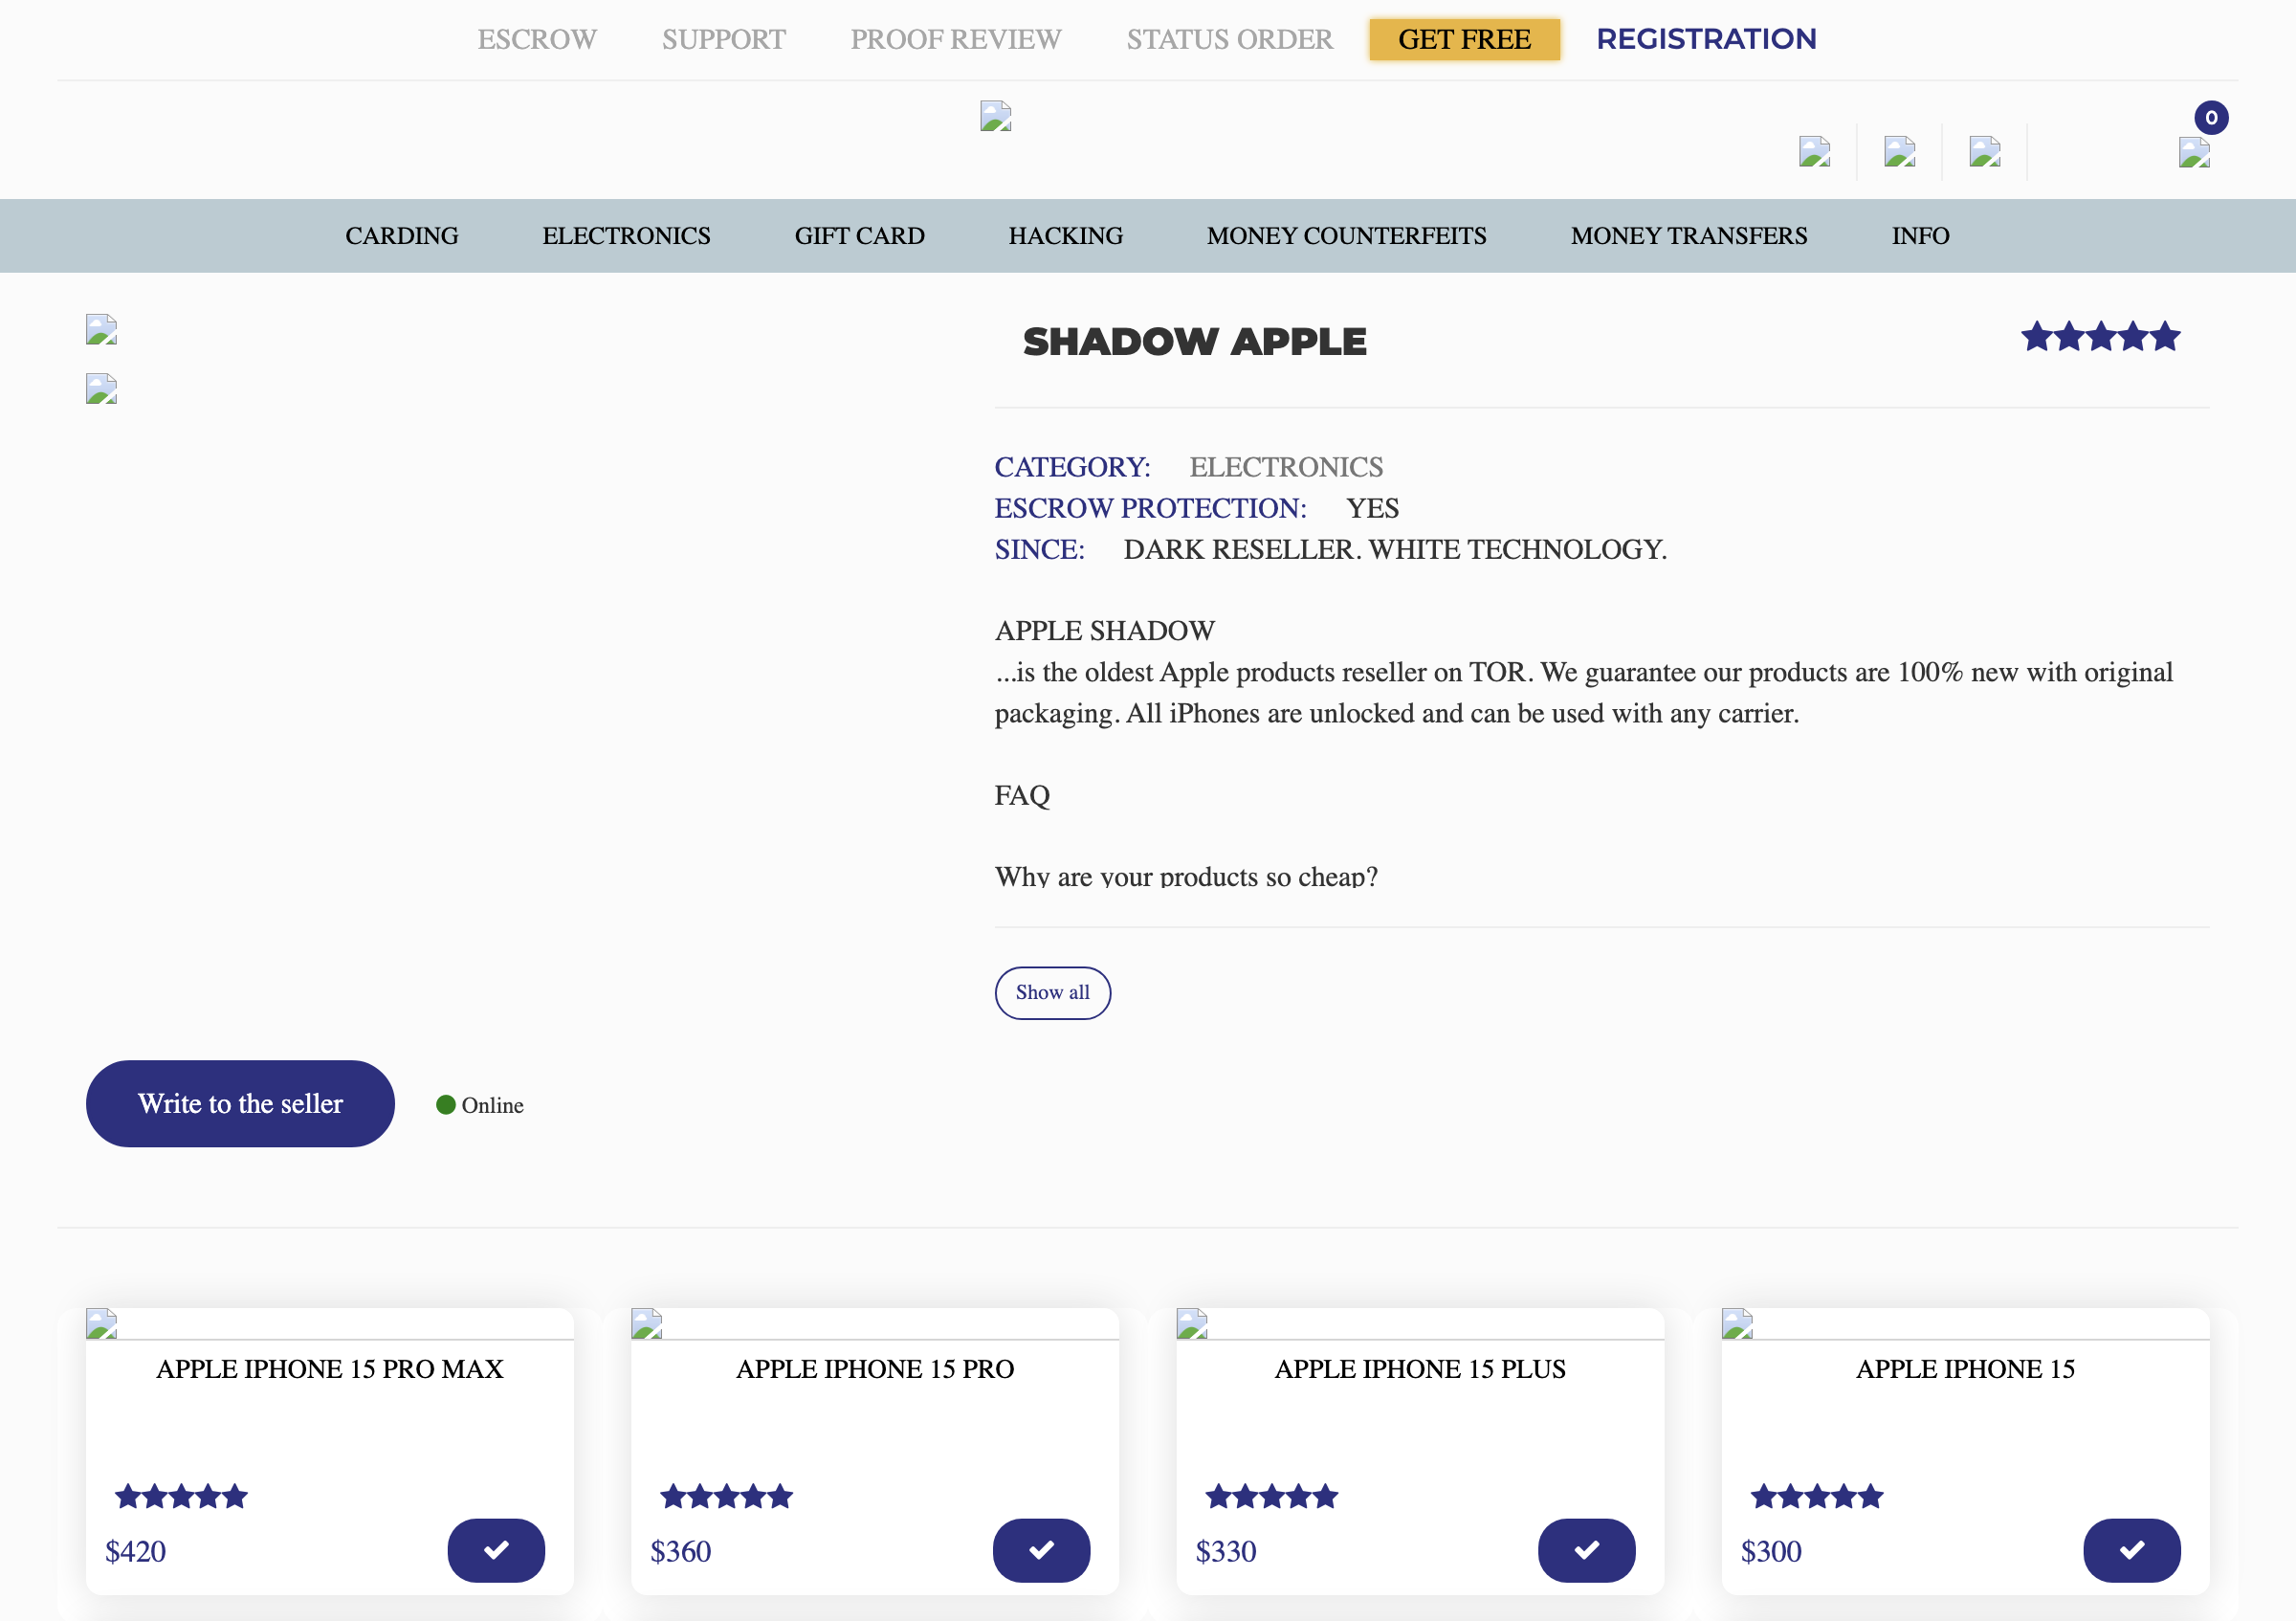 ESCROW SUPPORT PROOF REVIEW STATUS ORDER GET FREE REGISTRATION
0
CARDING ELECTRONICS GIFT CARD HACKING MONEY COUNTERFEITS MONEY TRANSFERS INFO
SHADOW APPLE
CATEGORY: ELECTRONICS
ESCROW PROTECTION: YES
SINCE: DARK RESELLER. WHITE TECHNOLOGY.
APPLE SHADOW
...is the oldest Apple products reseller on TOR. We guarantee our products are 100% new with original
packaging. All iPhones are unlocked and can be used with any carrier.
FAQ
Why are your products so cheap?
Show all
Write to the seller Online
APPLE IPHONE 15 PRO MAX APPLE IPHONE 15 PRO APPLE IPHONE 15 PLUS APPLE IPHONE 15
$420 $360 $330 $300